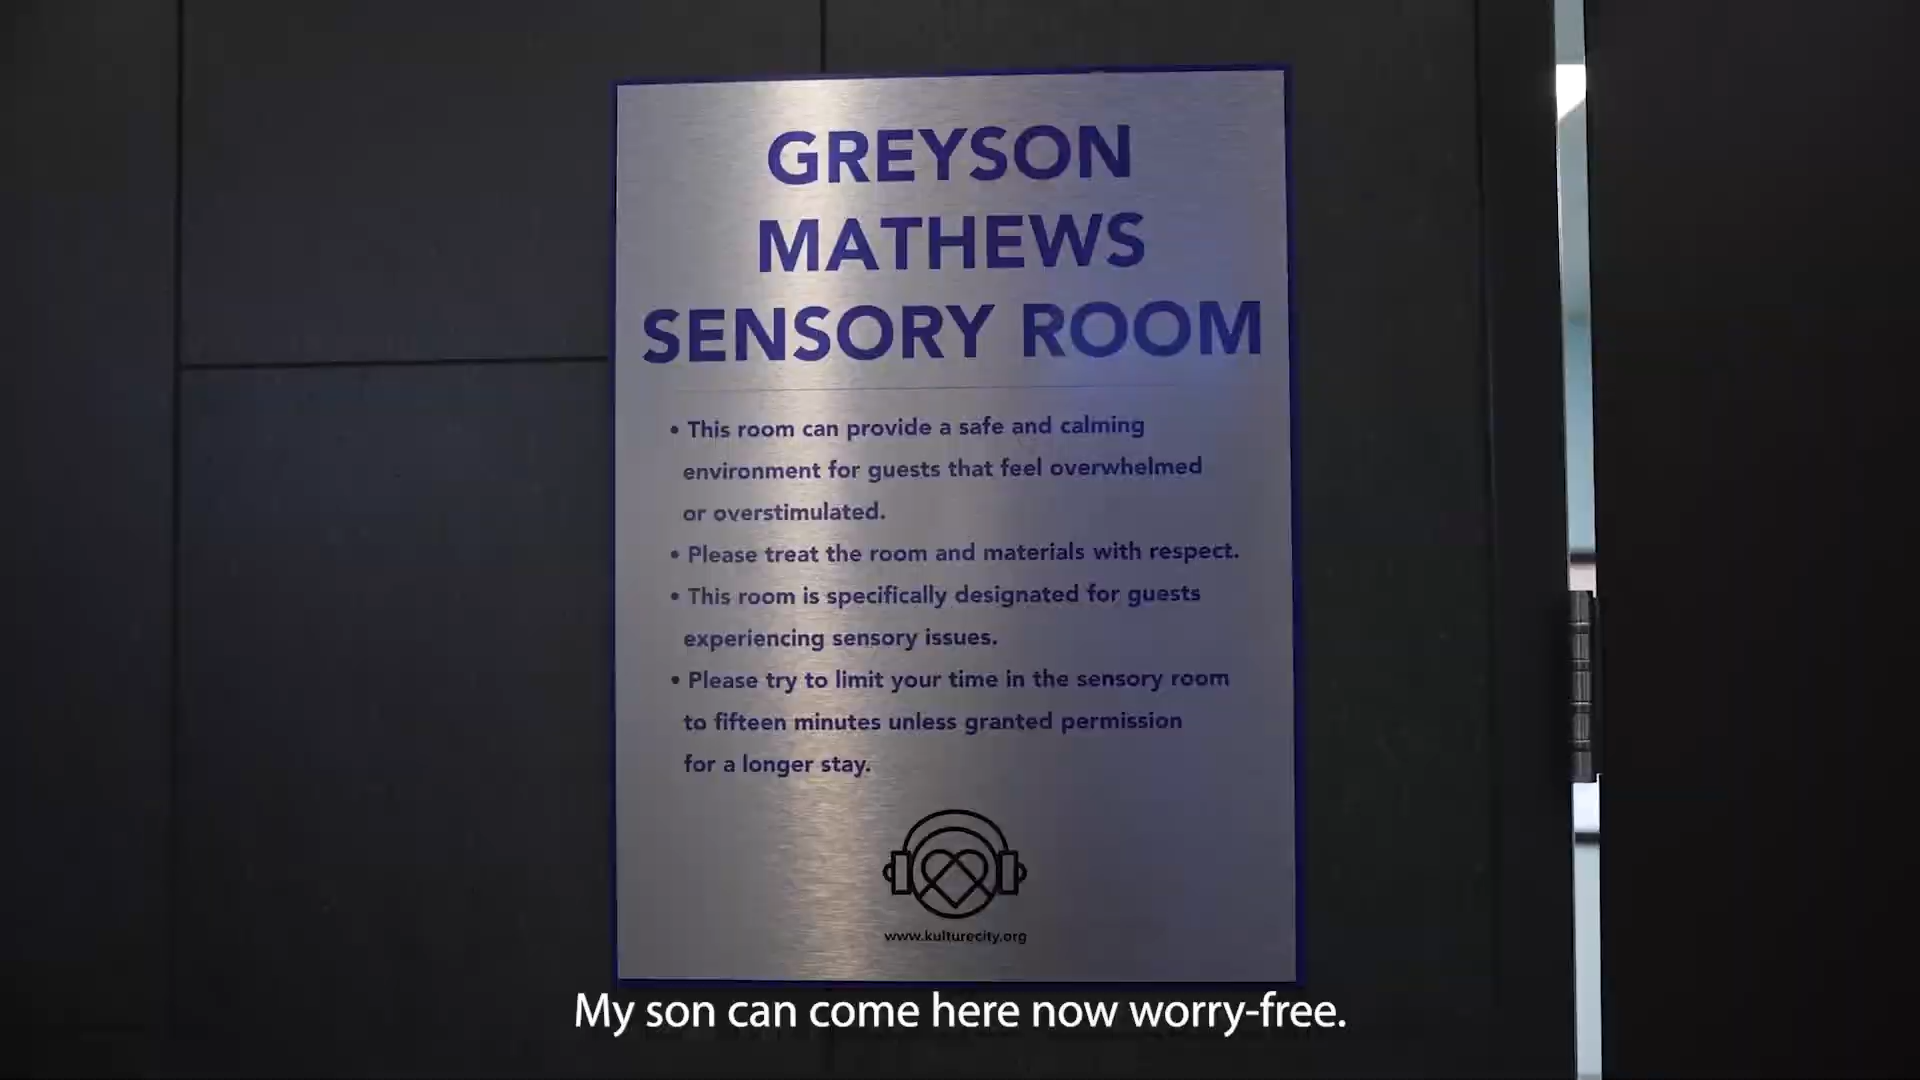 GREYSON
MATHEWS
SENSORY ROOM
• This room can provide a safe and calming
environment for guests that feel overwhelmed
or overstimulated.
• Please treat the room and materials with respect.
• This room is specifically designated for guests
experiencing sensory issues.
• Please try to limit your time in the sensory room
to fifteen minutes unless granted permission
for a longer stay.
www.kulturecity.org
My son can come here now worry-free.